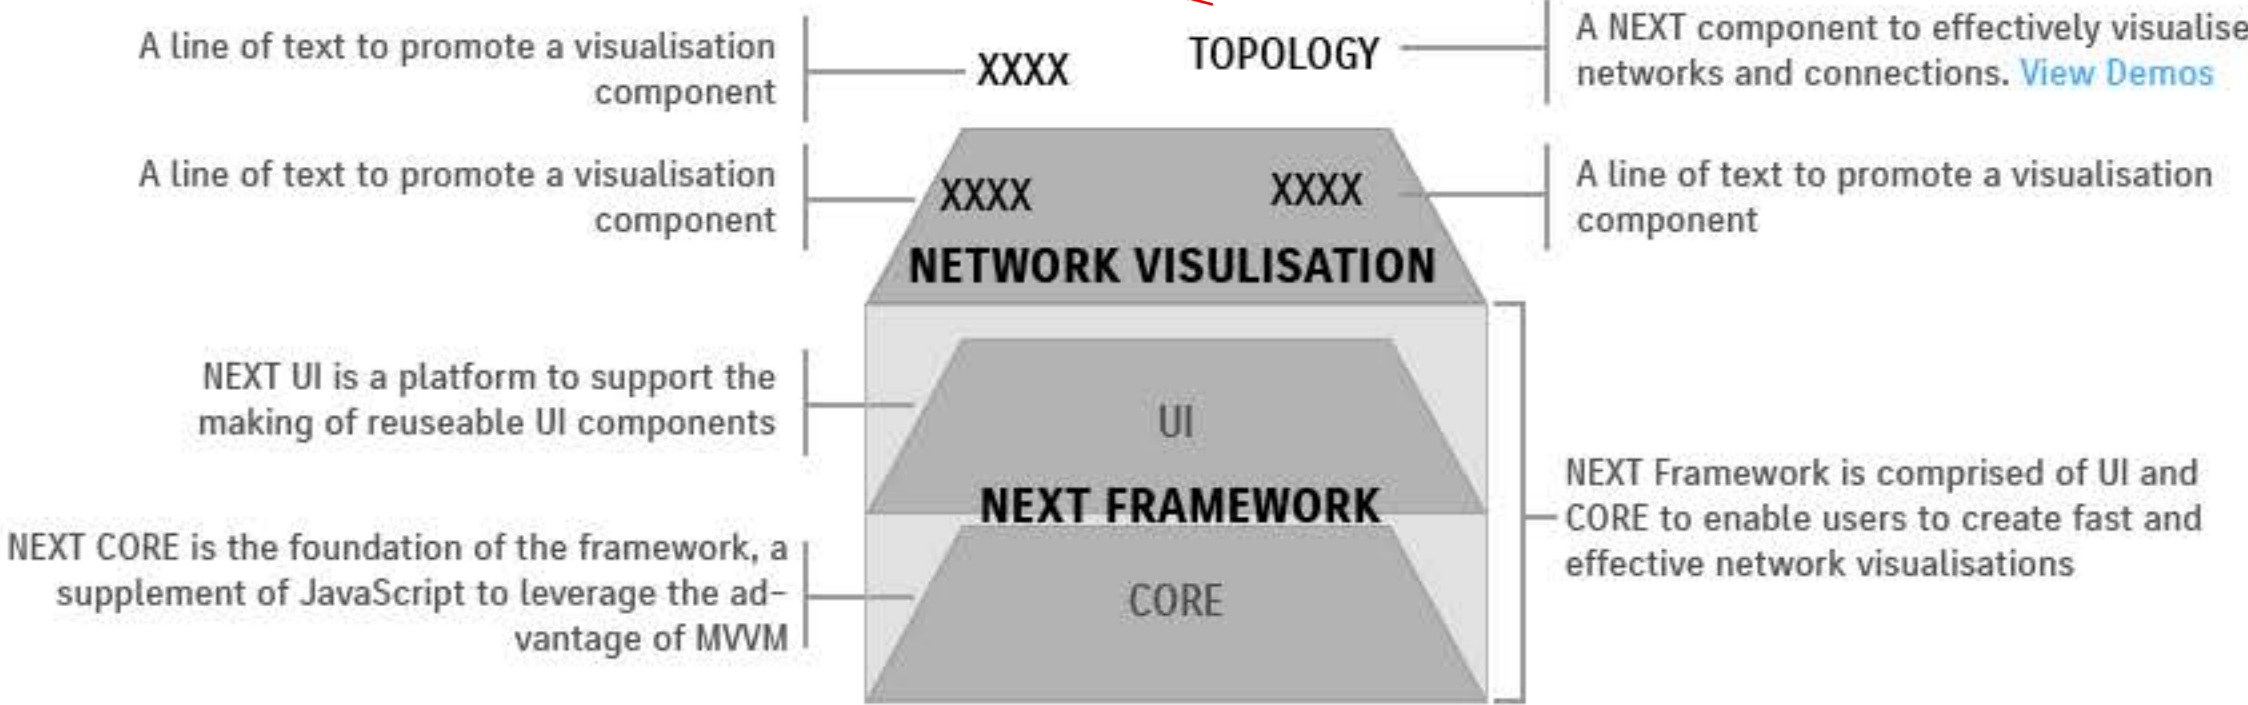 A line of text to promote a visualisation
component
XXXX
TOPOLOGY
A NEXT component to effectively visualise
networks and connections. View Demos
A line of text to promote a visualisation
component
XXXX
XXXX
A line of text to promote a visualisation
component
NETWORK VISULISATION
NEXT UI is a platform to support the
making of reuseable UI components
UI
NEXT FRAMEWORK
NEXT Framework is comprised of UI and
CORE to enable users to create fast and
effective network visualisations
NEXT CORE is the foundation of the framework, a
supplement of JavaScript to leverage the ad-
vantage of MVVM
CORE